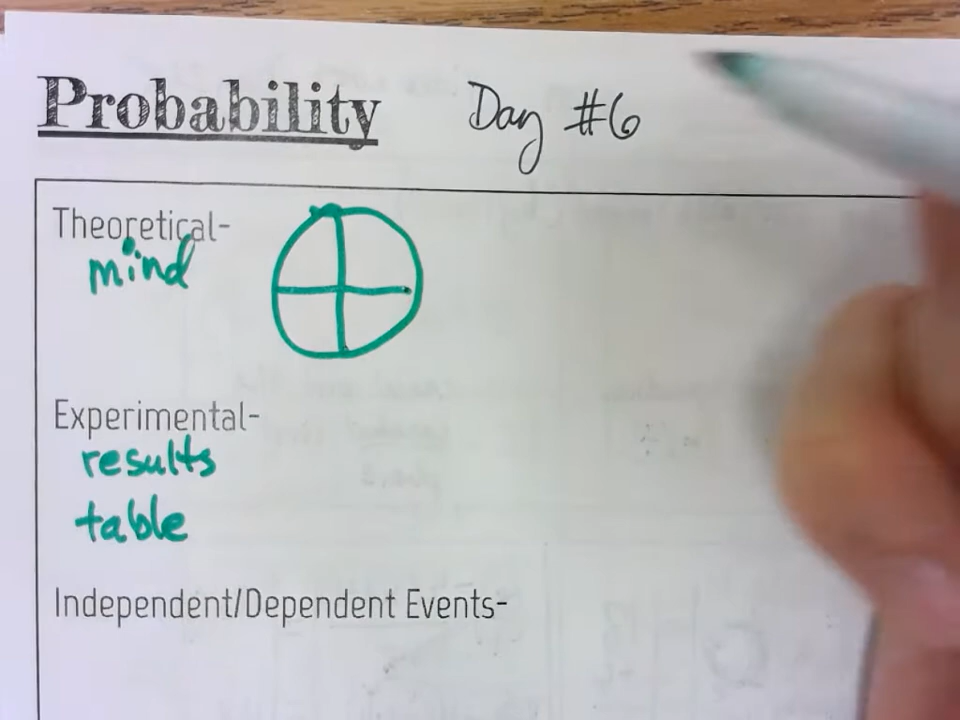 Probability Day #6
Theoretical-
mind
Experimental-
results
table
Independent/Dependent Events-